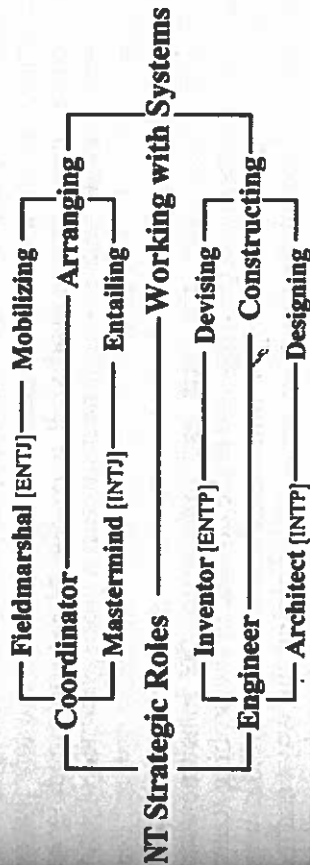 Fieldmarshal [ENTJ] Mobilizing
Coordinator Arranging
Mastermind [INTJ] Entailing
NT Strategic Roles Working with Systems
Inventor [ENTP] Devising
Engineer Constructing
Architect [INTP] Designing